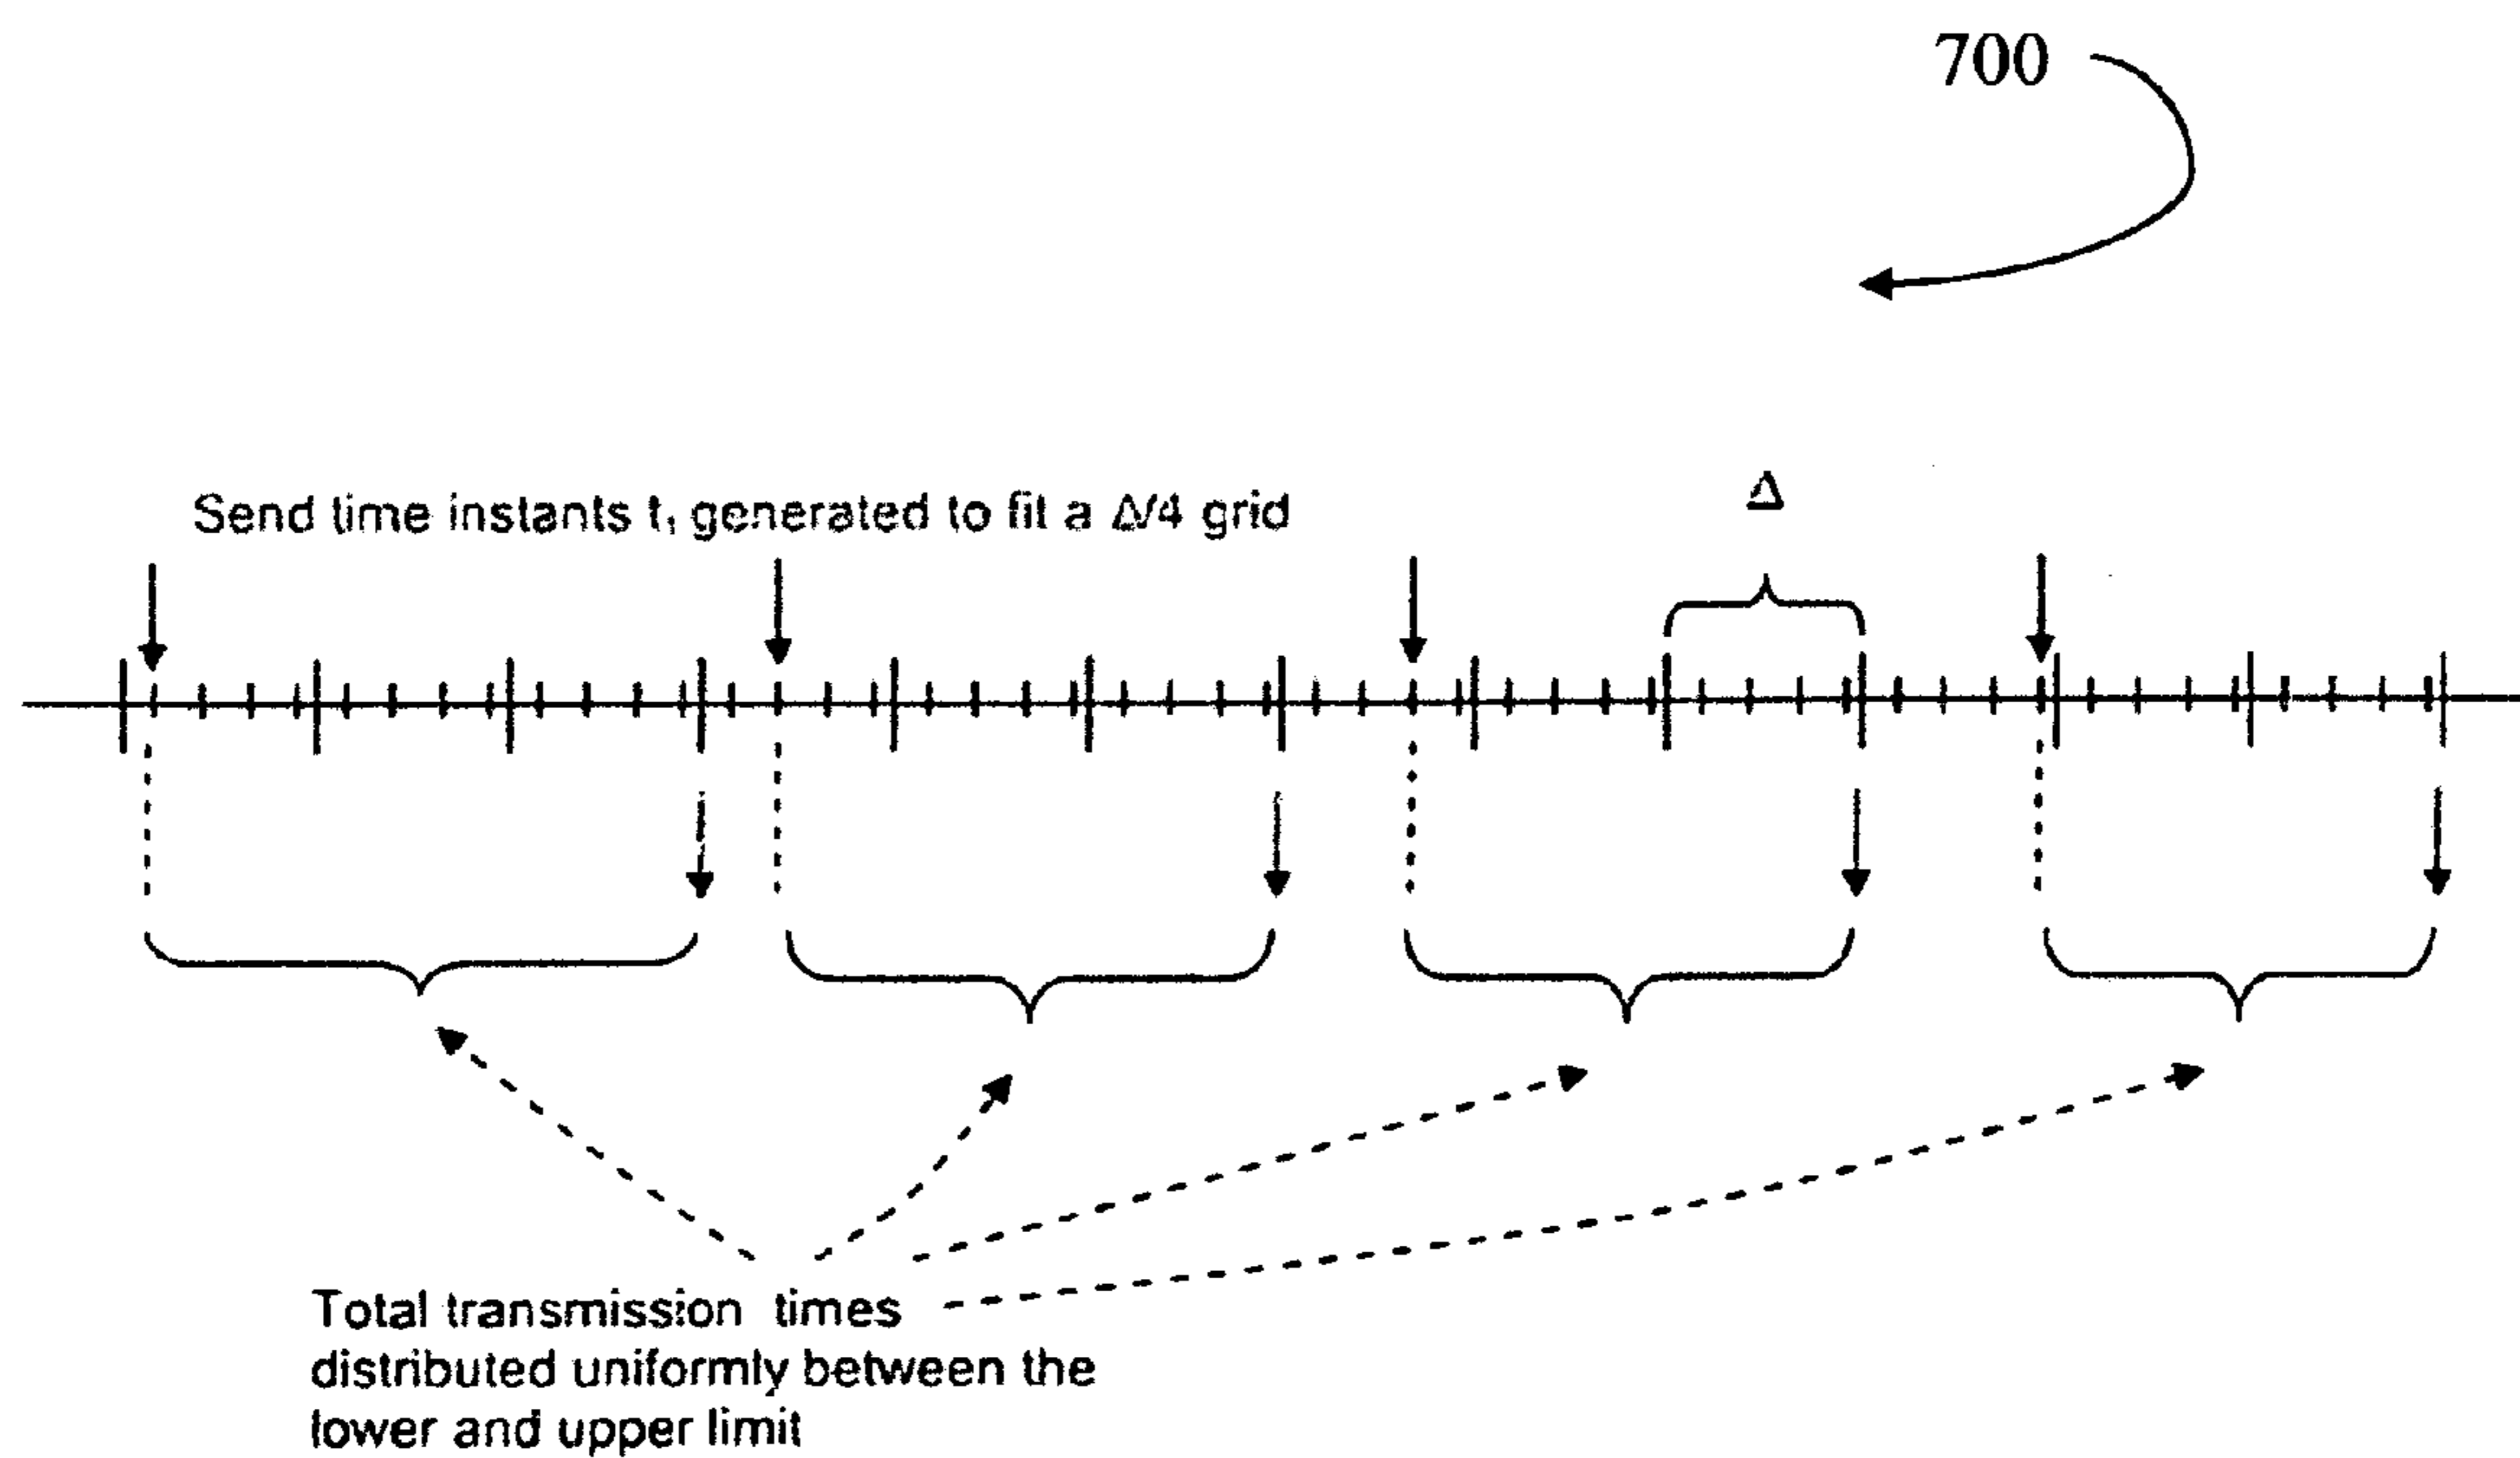 700
Send time instants tᵢ generated to fit a Δ/4 grid
Δ
Total transmission times
distributed uniformly between the
lower and upper limit